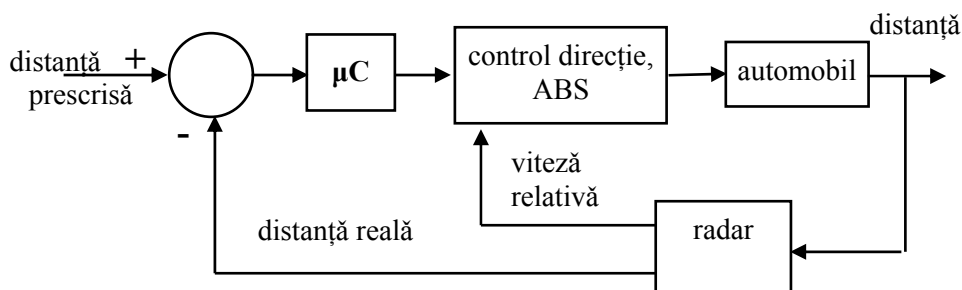 distanță
distanță +
prescrisă
μC
control direcție,
ABS
automobil
-
viteză
relativă
distanță reală
radar